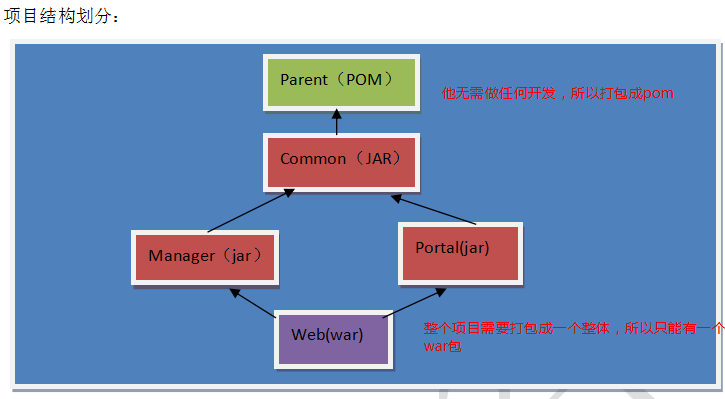 项目结构划分：
Parent（POM）
他无需做任何开发，所以打包成pom
Common（JAR）
Manager（jar）
Portal(jar)
Web(war)
整个项目需要打包成一个整体，所以只能有一个
war包